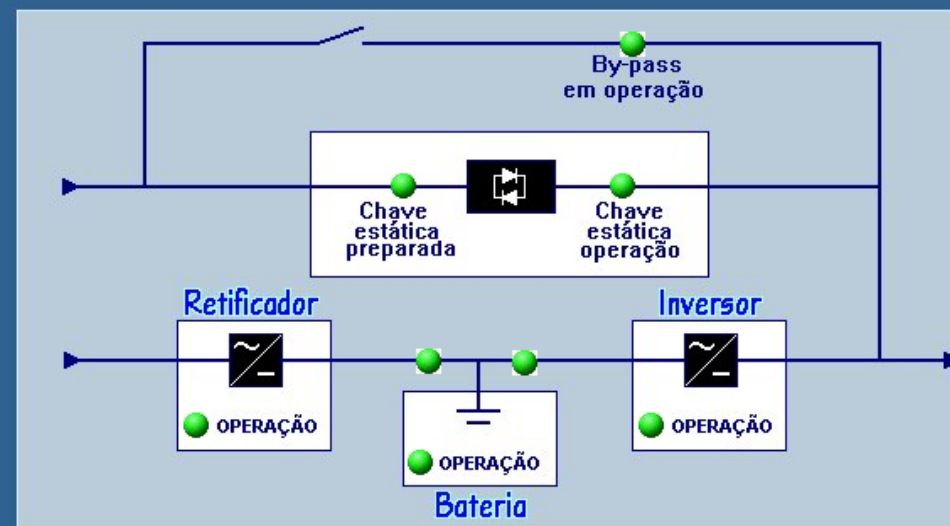 By-pass
em operação
Chave
estática
preparada
Chave
estática
operação
Retificador
Inversor
OPERAÇÃO
OPERAÇÃO
OPERAÇÃO
Bateria